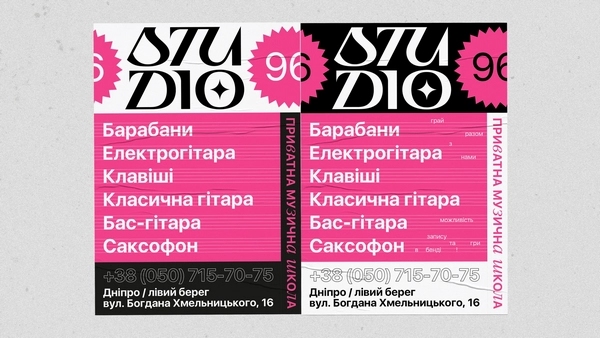 STU
DIO
96
Барабани
Електрогітара
Клавіші
Класична гітара
Бас-гітара
Саксофон
ПРИВАТНА МУЗИЧНА ШКОЛА
+38 (050) 715-70-75
Дніпро / лівий берег
вул. Богдана Хмельницького, 16
STU
DIO
96
96
Барабани
Електрогітара
Клавіші
Класична гітара
Бас-гітара
Саксофон
грай
разом
з
нами
можливість
запису
та гри
в бенді !
ПРИВАТНА МУЗИЧНА ШКОЛА
+38 (050) 715-70-75
Дніпро / лівий берег
вул. Богдана Хмельницького, 16